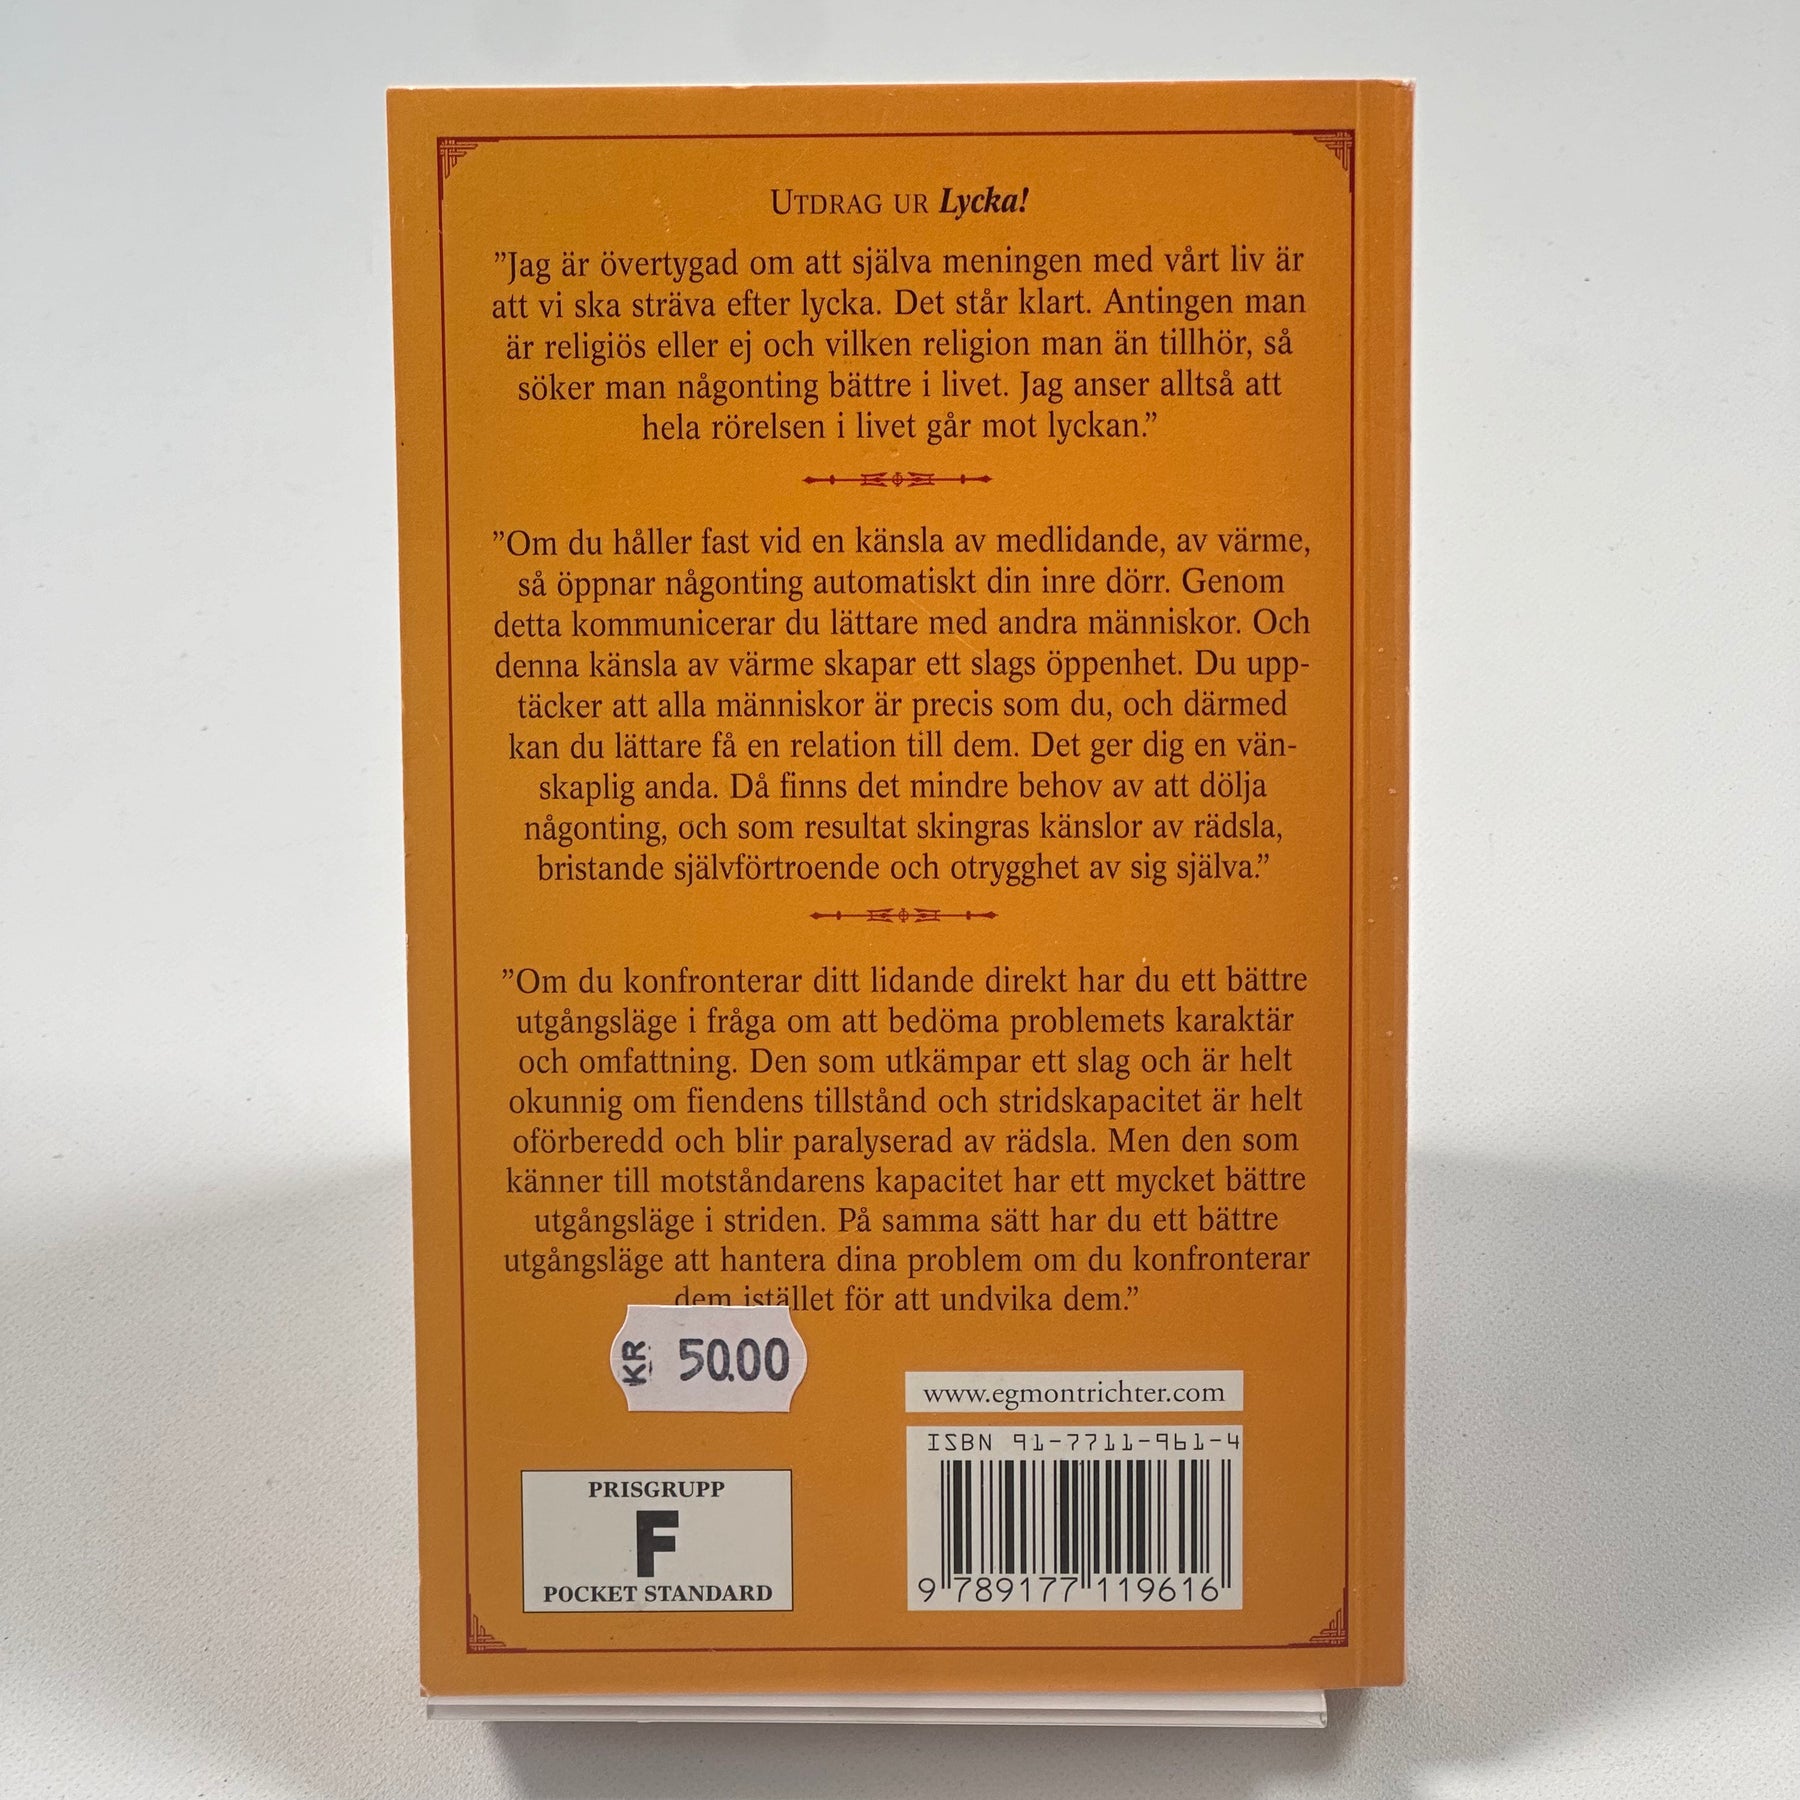 UTDRAG UR Lycka!
”Jag är övertygad om att själva meningen med vårt liv är
att vi ska sträva efter lycka. Det står klart. Antingen man
är religiös eller ej och vilken religion man än tillhör, så
söker man någonting bättre i livet. Jag anser alltså att
hela rörelsen i livet går mot lyckan.”
”Om du håller fast vid en känsla av medlidande, av värme,
så öppnar någonting automatiskt din inre dörr. Genom
detta kommunicerar du lättare med andra människor. Och
denna känsla av värme skapar ett slags öppenhet. Du upp-
täcker att alla människor är precis som du, och därmed
kan du lättare få en relation till dem. Det ger dig en vän-
skaplig anda. Då finns det mindre behov av att dölja
någonting, och som resultat skingras känslor av rädsla,
bristande självförtroende och otrygghet av sig själva.”
”Om du konfronterar ditt lidande direkt har du ett bättre
utgångsläge i fråga om att bedöma problemets karaktär
och omfattning. Den som utkämpar ett slag och är helt
okunnig om fiendens tillstånd och stridskapacitet är helt
oförberedd och blir paralyserad av rädsla. Men den som
känner till motståndarens kapacitet har ett mycket bättre
utgångsläge i striden. På samma sätt har du ett bättre
utgångsläge att hantera dina problem om du konfronterar
dem istället för att undvika dem.”
KR 50.00
www.egmontrichter.com
ISBN 91-7711-961-4
9 789177 119616
PRISGRUPP
F
POCKET STANDARD